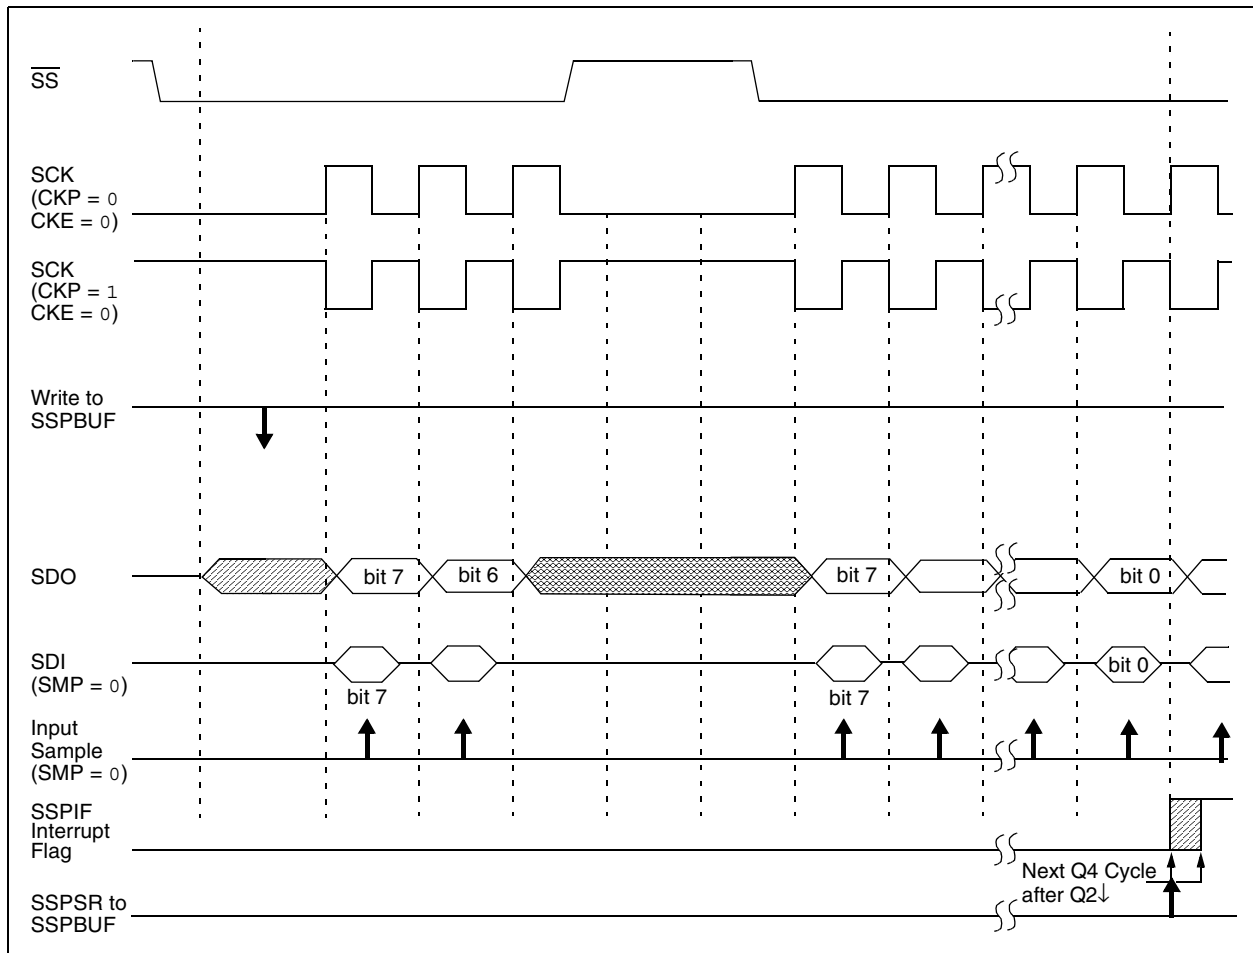 SS
SCK
(CKP = 0
CKE = 0)
SCK
(CKP = 1
CKE = 0)
Write to
SSPBUF
SDO
bit 7
bit 6
bit 7
bit 0
SDI
(SMP = 0)
bit 7
bit 7
bit 0
Input
Sample
(SMP = 0)
SSPIF
Interrupt
Flag
Next Q4 Cycle
after Q2↓
SSPSR to
SSPBUF